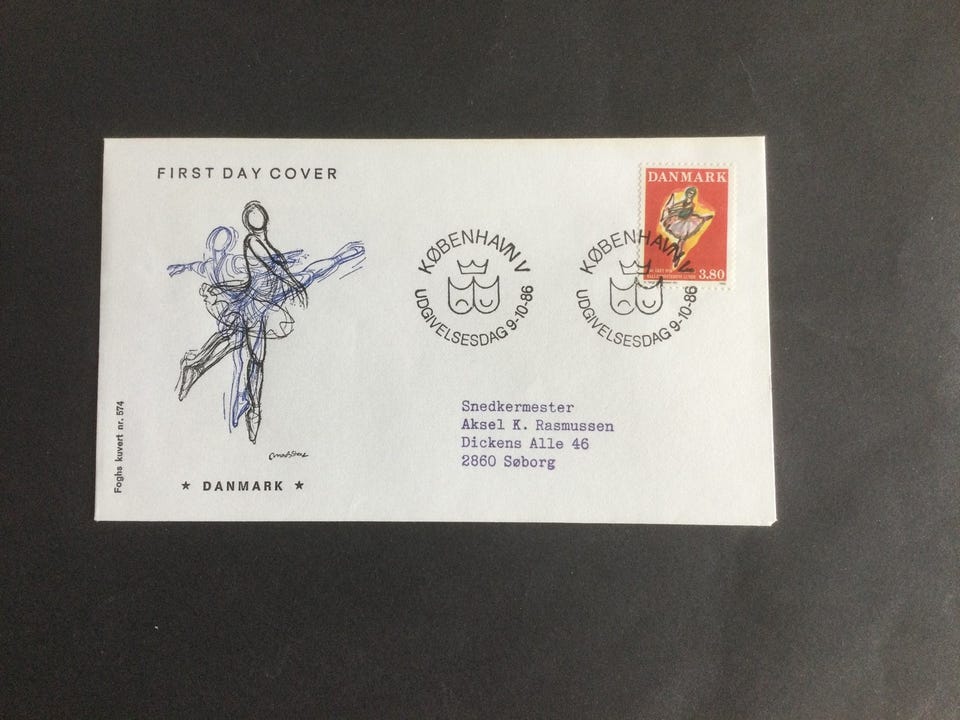 FIRST DAY COVER
DANMARK
3.80
KØBENHAVN V
UDGIVELSESDAG 9-10-86
KØBENHAVN V
UDGIVELSESDAG 9-10-86
Snedkermester
Aksel K. Rasmussen
Dickens Alle 46
2860 Søborg
Foghs kuvert nr. 574
★ DANMARK ★